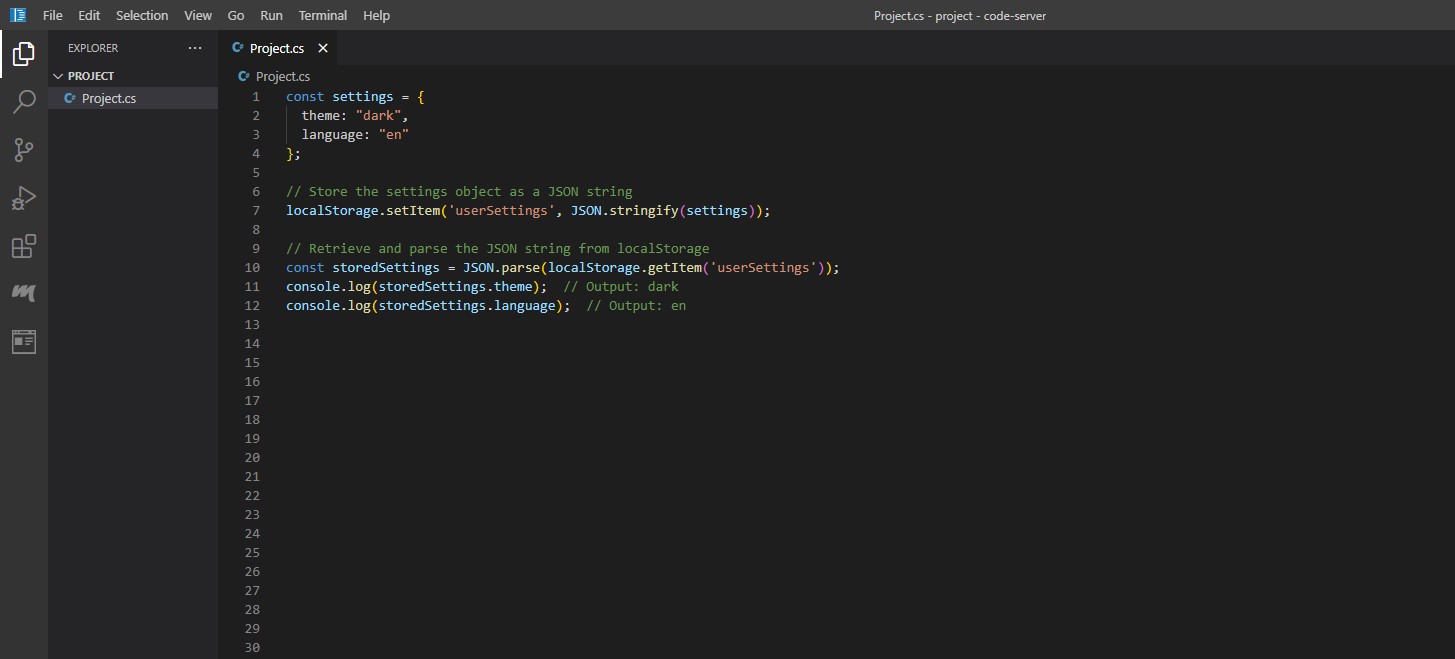 File Edit Selection View Go Run Terminal Help Project.cs - project - code-server
EXPLORER ···
PROJECT
C# Project.cs
C# Project.cs ×
C# Project.cs
1 const settings = {
2   theme: "dark",
3   language: "en"
4 };
5
6 // Store the settings object as a JSON string
7 localStorage.setItem('userSettings', JSON.stringify(settings));
8
9 // Retrieve and parse the JSON string from localStorage
10 const storedSettings = JSON.parse(localStorage.getItem('userSettings'));
11 console.log(storedSettings.theme);  // Output: dark
12 console.log(storedSettings.language);  // Output: en
13
14
15
16
17
18
19
20
21
22
23
24
25
26
27
28
29
30